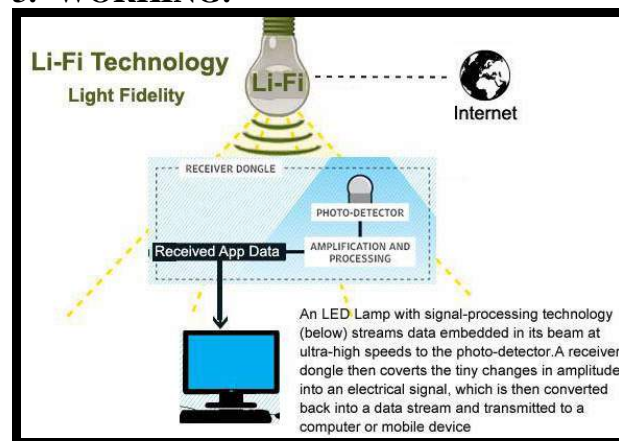 3. WORKING:
Li-Fi Technology
Light Fidelity
Li-Fi
Internet
RECEIVER DONGLE
PHOTO-DETECTOR
Received App Data
AMPLIFICATION AND
PROCESSING
An LED Lamp with signal-processing technology
(below) streams data embedded in its beam at
ultra-high speeds to the photo-detector.A receiver
dongle then coverts the tiny changes in amplitude
into an electrical signal, which is then converted
back into a data stream and transmitted to a
computer or mobile device